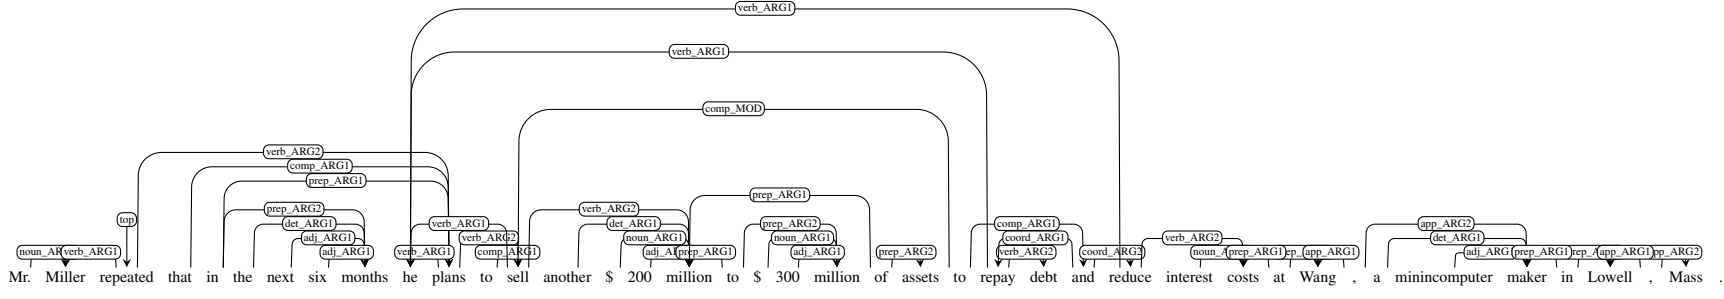 verb_ARG1
verb_ARG1
comp_MOD
verb_ARG2
comp_ARG1
prep_ARG1
prep_ARG1
prep_ARG2 verb_ARG2
top det_ARG1 verb_ARG1 det_ARG1 prep_ARG2 comp_ARG1 app_ARG2
adj_ARG1 verb_ARG2 noun_ARG1 noun_ARG1 coord_ARG1 verb_ARG2 det_ARG1
verb_ARG1 adj_ARG1 verb_ARG1 comp_ARG1 prep_ARG1 adj_ARG1 prep_ARG2 verb_ARG2 coord_ARG2 prep_ARG1 app_ARG1 prep_ARG1 app_ARG1
Mr. Miller repeated that in the next six months he plans to sell another $ 200 million to $ 300 million of assets to repay debt and reduce interest costs at Wang , a minincomputer maker in Lowell , Mass .